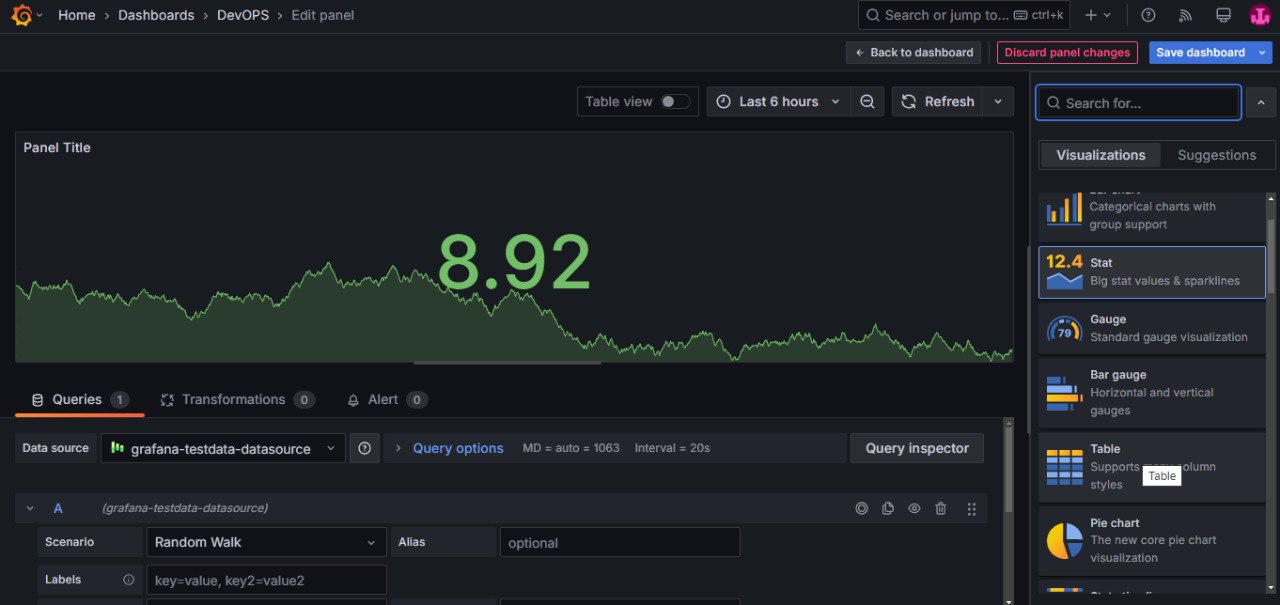 Home > Dashboards > DevOPS > Edit panel
Search or jump to... ctrl+k
Back to dashboard
Discard panel changes
Save dashboard
Table view
Last 6 hours
Refresh
Search for...
Panel Title
8.92
Visualizations
Suggestions
Categorical charts with
group support
12.4
Stat
Big stat values & sparklines
79
Gauge
Standard gauge visualization
Bar gauge
Horizontal and vertical
gauges
Table
Supports column
styles
Table
Pie chart
The new core pie chart
visualization
Queries 1
Transformations 0
Alert 0
Data source
grafana-testdata-datasource
Query options
MD = auto = 1063
Interval = 20s
Query inspector
A
(grafana-testdata-datasource)
Scenario
Random Walk
Alias
optional
Labels
key=value, key2=value2